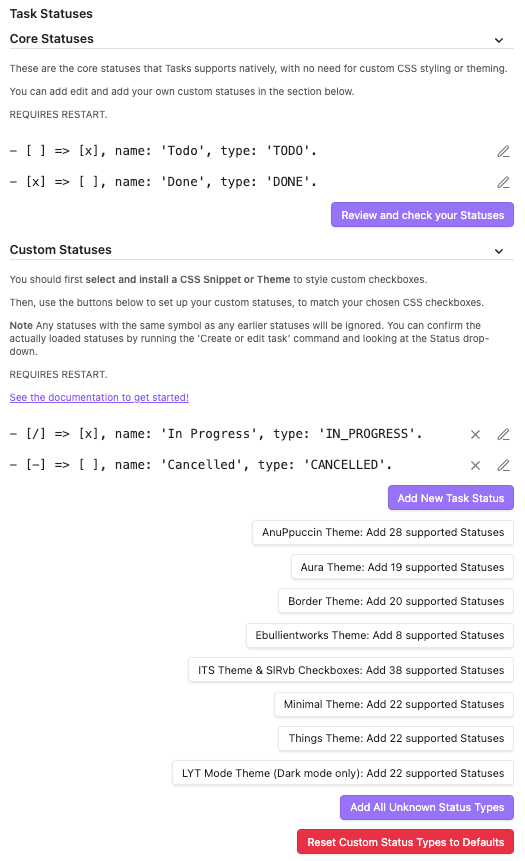 Task Statuses
Core Statuses
These are the core statuses that Tasks supports natively, with no need for custom CSS styling or theming.
You can add edit and add your own custom statuses in the section below.
REQUIRES RESTART.
- [ ] => [x], name: 'Todo', type: 'TODO'.
- [x] => [ ], name: 'Done', type: 'DONE'.
Review and check your Statuses
Custom Statuses
You should first select and install a CSS Snippet or Theme to style custom checkboxes.
Then, use the buttons below to set up your custom statuses, to match your chosen CSS checkboxes.
Note Any statuses with the same symbol as any earlier statuses will be ignored. You can confirm the
actually loaded statuses by running the 'Create or edit task' command and looking at the Status drop-
down.
REQUIRES RESTART.
See the documentation to get started!
- [/] => [x], name: 'In Progress', type: 'IN_PROGRESS'.
- [-] => [ ], name: 'Cancelled', type: 'CANCELLED'.
Add New Task Status
AnuPpuccin Theme: Add 28 supported Statuses
Aura Theme: Add 19 supported Statuses
Border Theme: Add 20 supported Statuses
Ebullientworks Theme: Add 8 supported Statuses
ITS Theme & SlRvb Checkboxes: Add 38 supported Statuses
Minimal Theme: Add 22 supported Statuses
Things Theme: Add 22 supported Statuses
LYT Mode Theme (Dark mode only): Add 22 supported Statuses
Add All Unknown Status Types
Reset Custom Status Types to Defaults